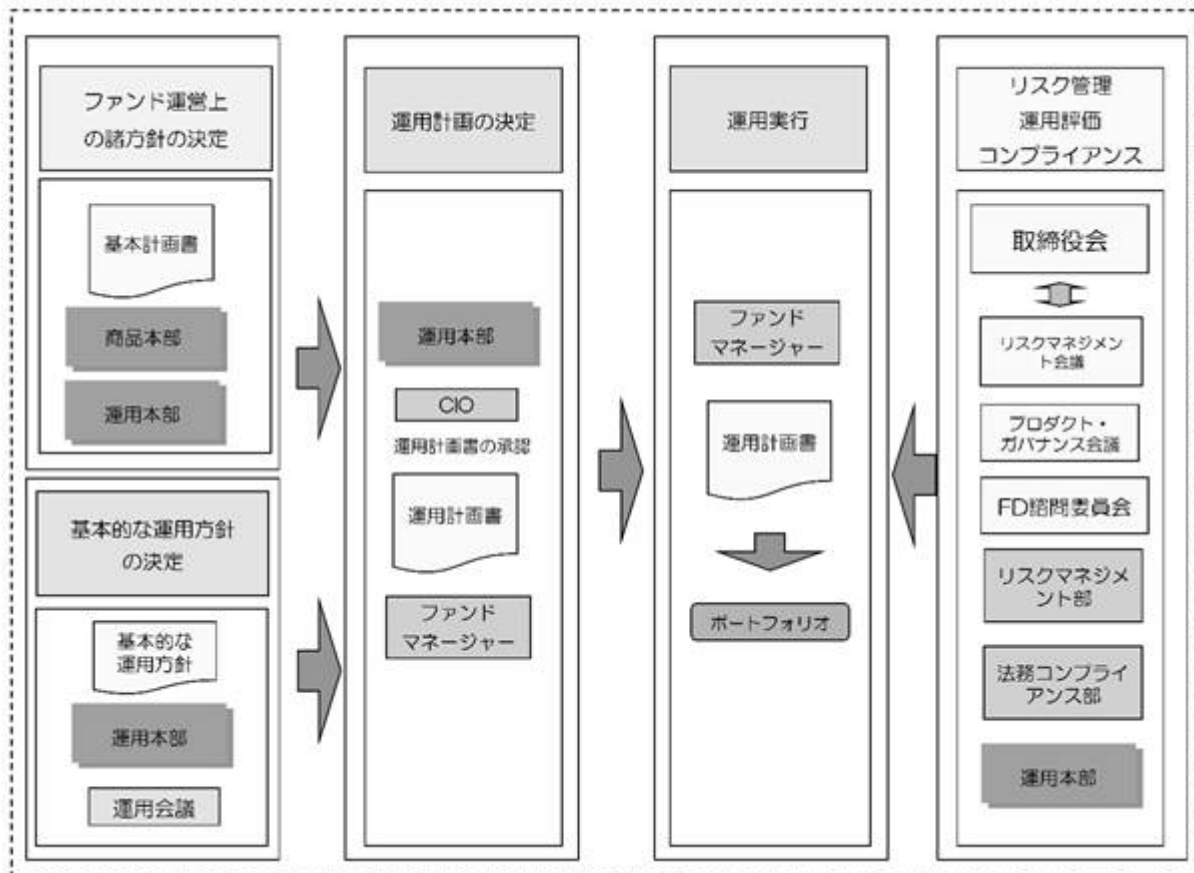 ファンド運営上
の諸方針の決定
基本計画書
商品本部
運用本部
基本的な運用方針
の決定
基本的な
運用方針
運用本部
運用会議
運用計画の決定
運用本部
CIO
運用計画書の承認
運用計画書
ファンド
マネージャー
運用実行
ファンド
マネージャー
運用計画書
ポートフォリオ
リスク管理
運用評価
コンプライアンス
取締役会
リスクマネジメン
ト会議
プロダクト・
ガバナンス会議
FD諮問委員会
リスクマネジメ
ント部
法務コンプライ
アンス部
運用本部